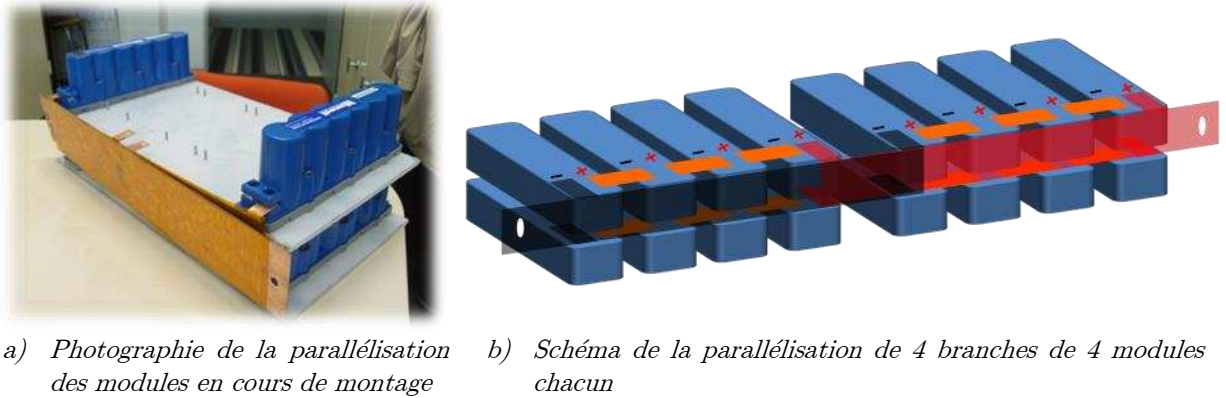 a) Photographie de la parallélisation
des modules en cours de montage
b) Schéma de la parallélisation de 4 branches de 4 modules
chacun